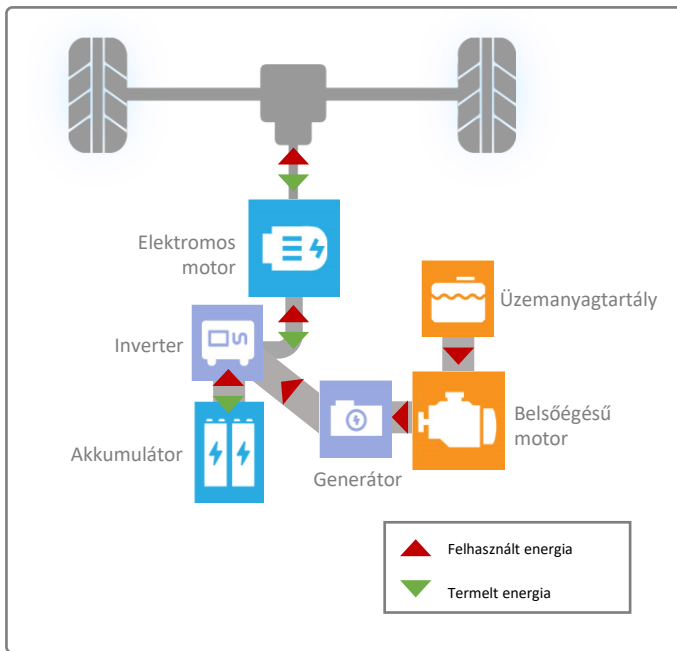 Elektromos
motor
Üzemanyagtartály
Inverter
Belsőégésű
motor
Akkumulátor
Generátor
Felhasznált energia
Termelt energia